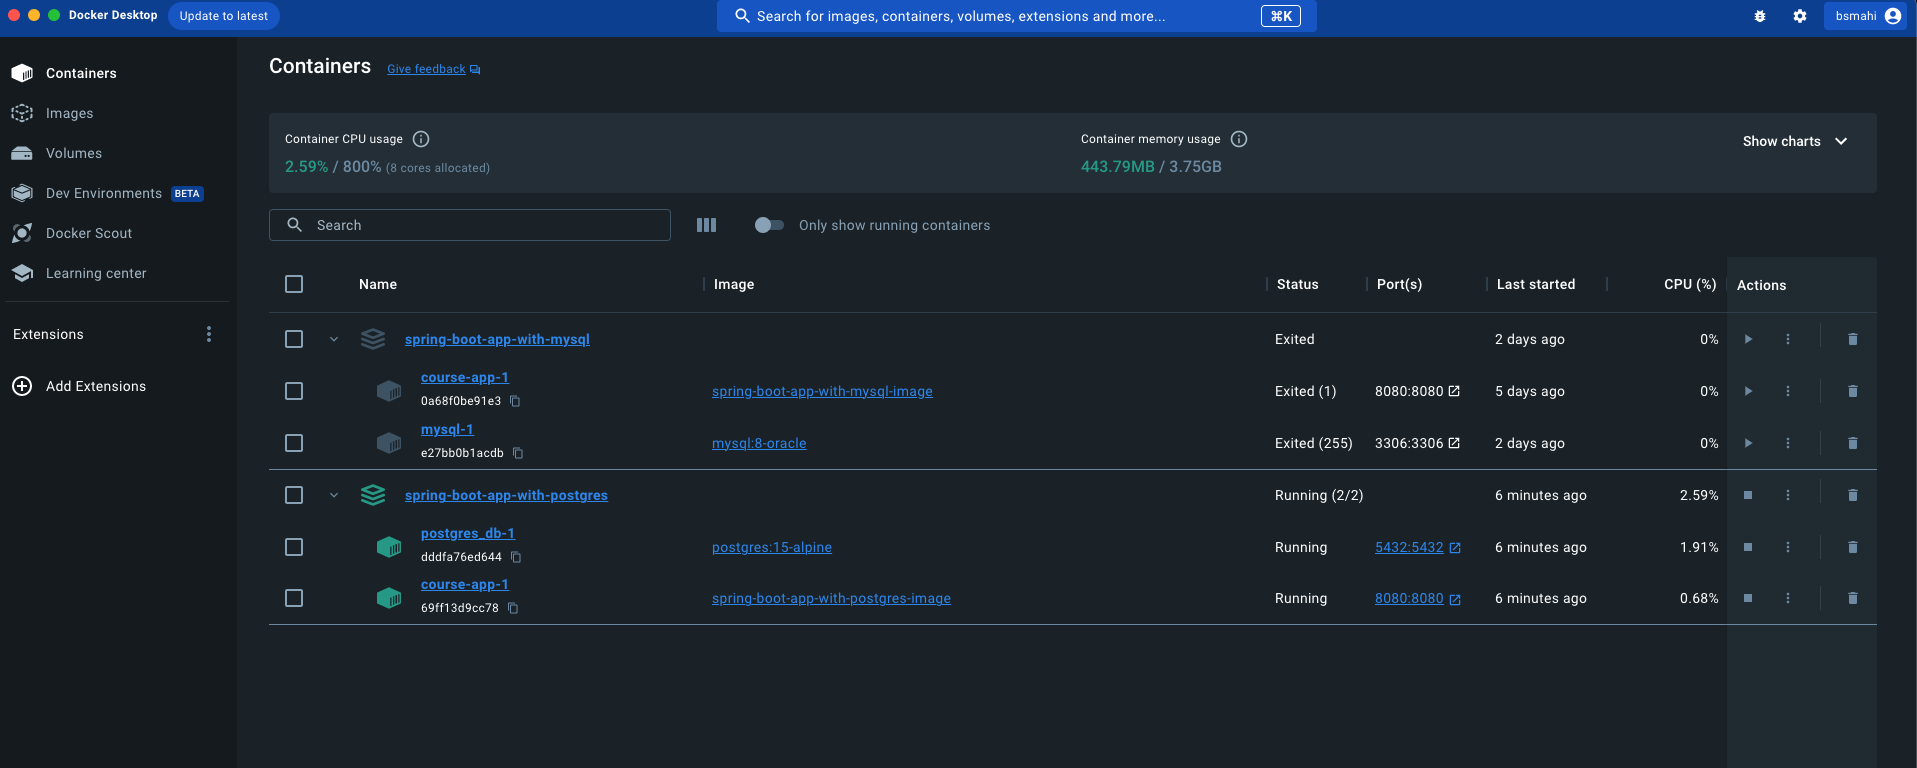 Docker Desktop Update to latest Search for images, containers, volumes, extensions and more... ⌘K bsmahi
Containers
Images
Volumes
Dev Environments BETA
Docker Scout
Learning center
Extensions
Add Extensions
Containers Give feedback
Container CPU usage
2.59% / 800% (8 cores allocated)
Container memory usage
443.79MB / 3.75GB
Show charts
Search Only show running containers
Name Image Status Port(s) Last started CPU (%) Actions
spring-boot-app-with-mysql Exited 2 days ago 0%
course-app-1
0a68f0be91e3
spring-boot-app-with-mysql-image Exited (1) 8080:8080 5 days ago 0%
mysql-1
e27bb0b1acdb
mysql:8-oracle Exited (255) 3306:3306 2 days ago 0%
spring-boot-app-with-postgres Running (2/2) 6 minutes ago 2.59%
postgres_db-1
dddfa76ed644
postgres:15-alpine Running 5432:5432 6 minutes ago 1.91%
course-app-1
69ff13d9cc78
spring-boot-app-with-postgres-image Running 8080:8080 6 minutes ago 0.68%